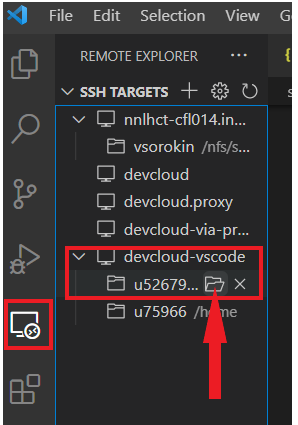 File Edit Selection View
REMOTE EXPLORER ...
SSH TARGETS
nnlhct-cfl014.in...
vsorokin /nfs/s...
devcloud
devcloud.proxy
devcloud-via-pr...
devcloud-vscode
u52679...
u75966 /home